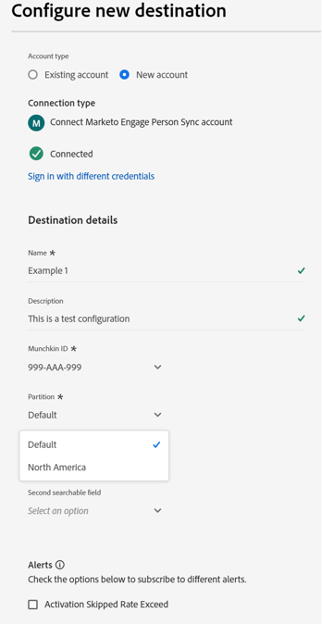 Configure new destination
Account type
Existing account New account
Connection type
M Connect Marketo Engage Person Sync account
Connected
Sign in with different credentials
Destination details
Name *
Example 1
Description
This is a test configuration
Munchkin ID *
999-AAA-999
Partition *
Default
Default
North America
Second searchable field
Select an option
Alerts
Check the options below to subscribe to different alerts.
Activation Skipped Rate Exceed